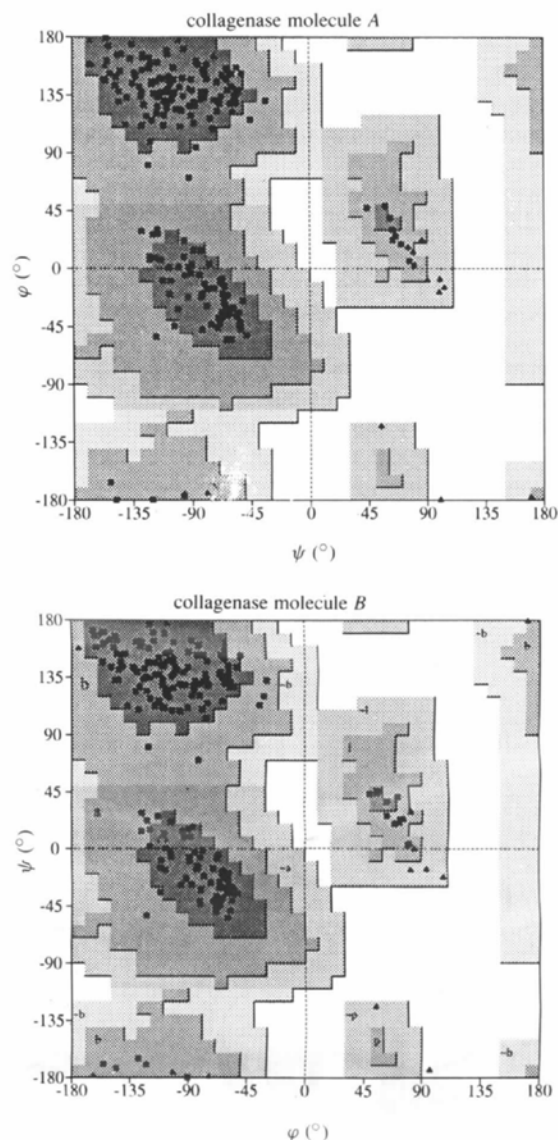 collagenase molecule A
180
135
90
45
φ (°)
0
-45
-90
-135
-180
-180 -135 -90 -45 0 45 90 135 180
ψ (°)
collagenase molecule B
180
~b b
135
b ~b
90
~l
l
45
a
ψ (°)
0
~a
-45
-90
~b ~p
-135
b p ~b
-180
-180 -135 -90 -45 0 45 90 135 180
φ (°)